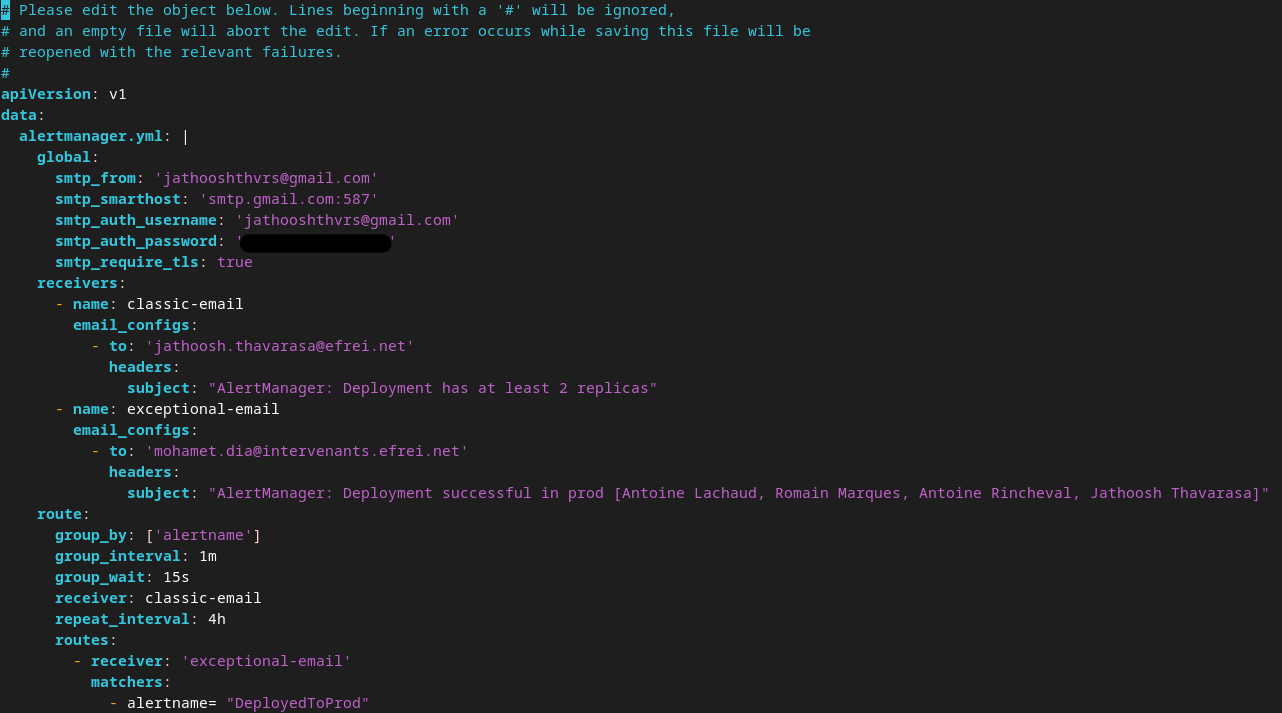 # Please edit the object below. Lines beginning with a '#' will be ignored,
# and an empty file will abort the edit. If an error occurs while saving this file will be
# reopened with the relevant failures.
#
apiVersion: v1
data:
  alertmanager.yml: |
    global:
      smtp_from: 'jathooshthvrs@gmail.com'
      smtp_smarthost: 'smtp.gmail.com:587'
      smtp_auth_username: 'jathooshthvrs@gmail.com'
      smtp_auth_password: ' '
      smtp_require_tls: true
    receivers:
      - name: classic-email
        email_configs:
          - to: 'jathoosh.thavarasa@efrei.net'
            headers:
              subject: "AlertManager: Deployment has at least 2 replicas"
      - name: exceptional-email
        email_configs:
          - to: 'mohamet.dia@intervenants.efrei.net'
            headers:
              subject: "AlertManager: Deployment successful in prod [Antoine Lachaud, Romain Marques, Antoine Rincheval, Jathoosh Thavarasa]"
    route:
      group_by: ['alertname']
      group_interval: 1m
      group_wait: 15s
      receiver: classic-email
      repeat_interval: 4h
      routes:
        - receiver: 'exceptional-email'
          matchers:
            - alertname= "DeployedToProd"